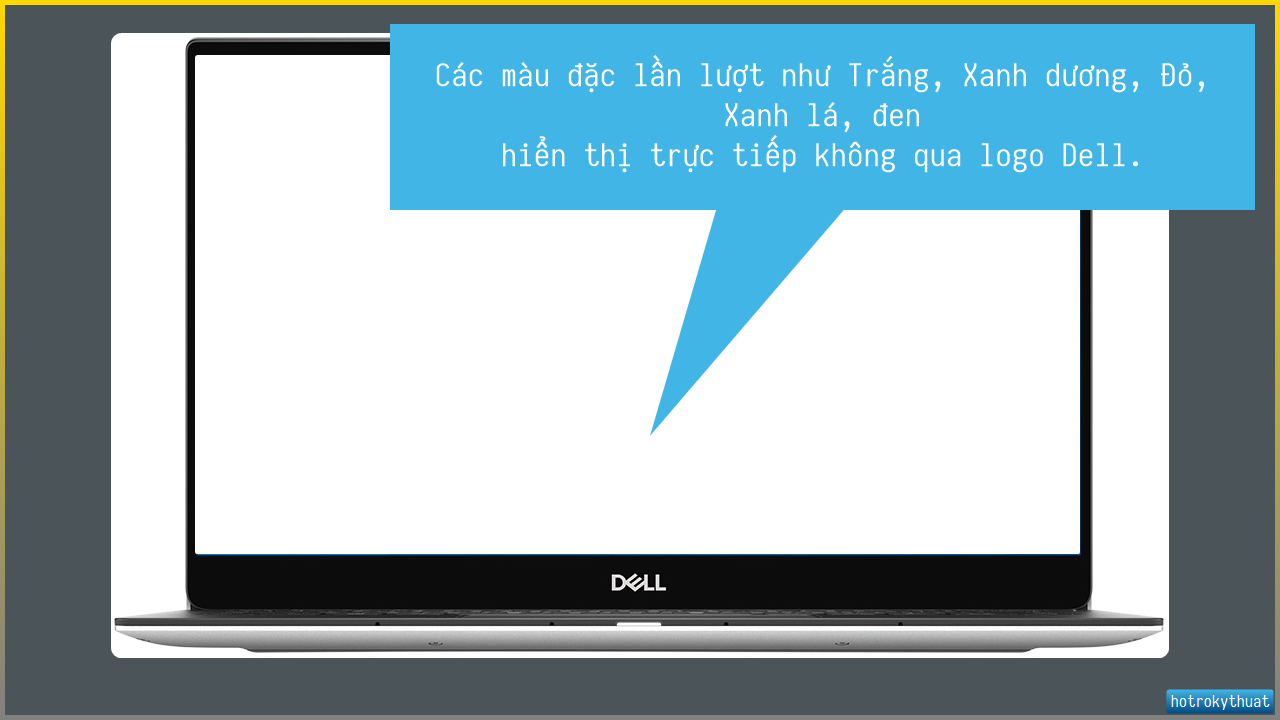 Các màu đặc lần lượt như Trắng, Xanh dương, Đỏ,
Xanh lá, đen
hiển thị trực tiếp không qua logo Dell.
DELL
hotrokythuat